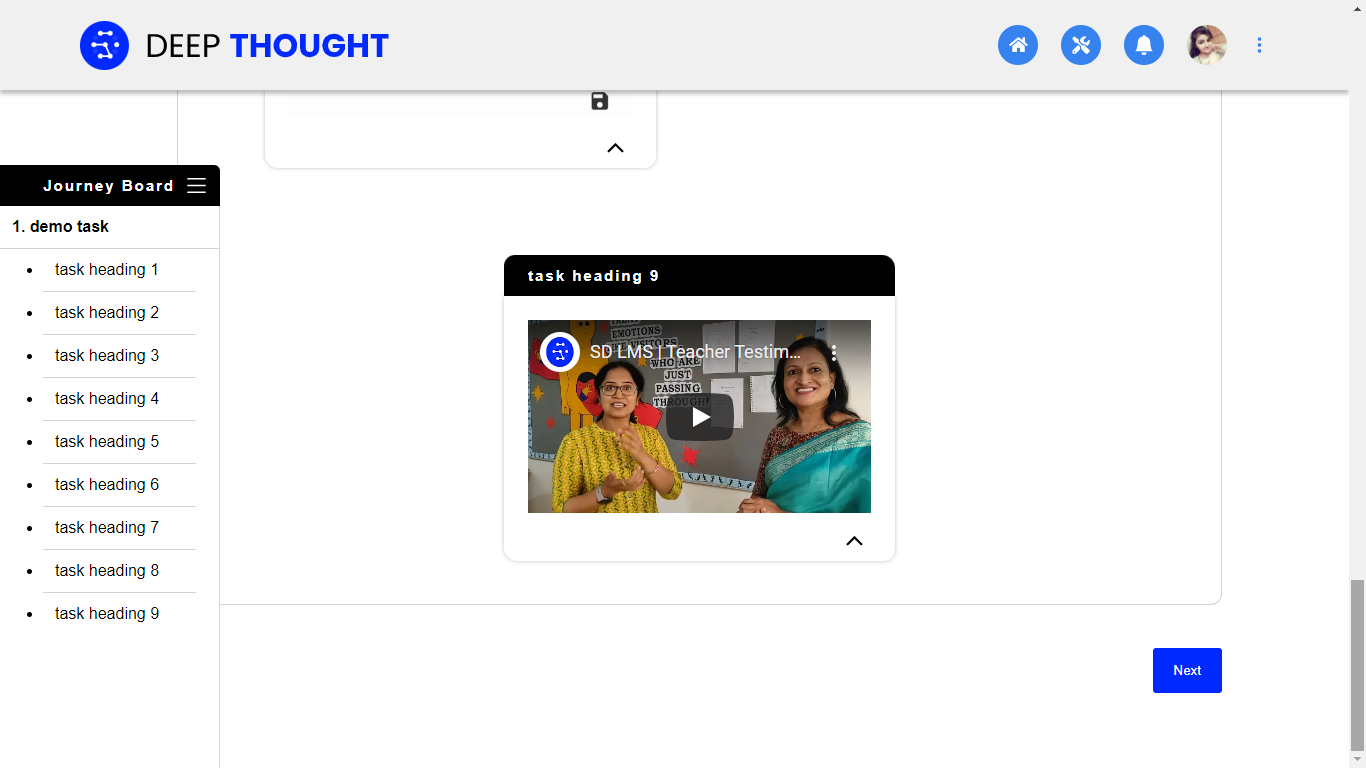 DEEP THOUGHT
Journey Board
1. demo task
task heading 1
task heading 2
task heading 3
task heading 4
task heading 5
task heading 6
task heading 7
task heading 8
task heading 9
task heading 9
EMOTIONS
VISITORS
SD LMS | Teacher Testim...
WHO ARE
JUST
PASSING
THROUGH!
Next